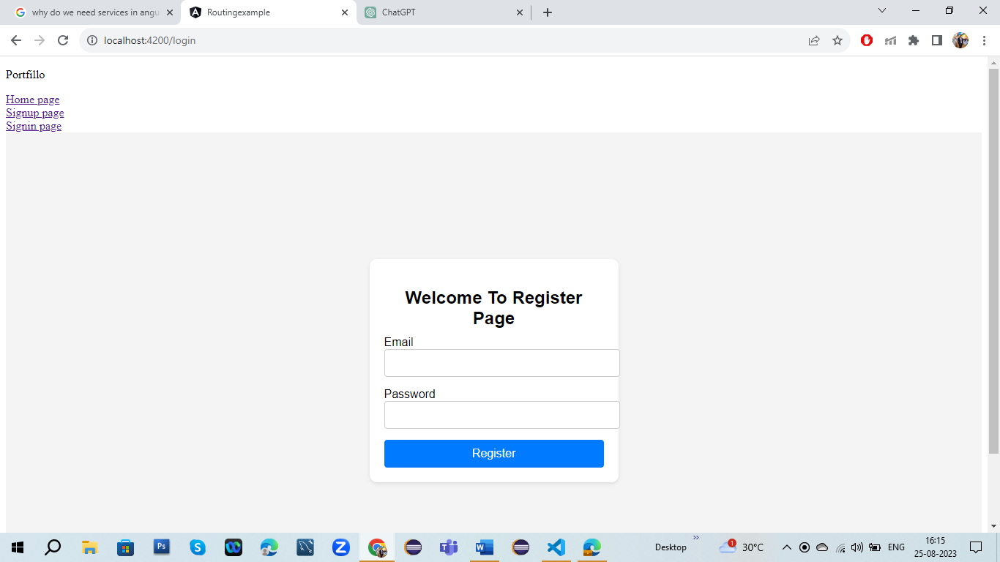 why do we need services in angu
Routingexample
ChatGPT
localhost:4200/login
Portfillo
Home page
Signup page
Signin page
Welcome To Register
Page
Email
Password
Register
Ps
S
W
Z
W
Desktop
1
30°C
ENG
16:15
25-08-2023